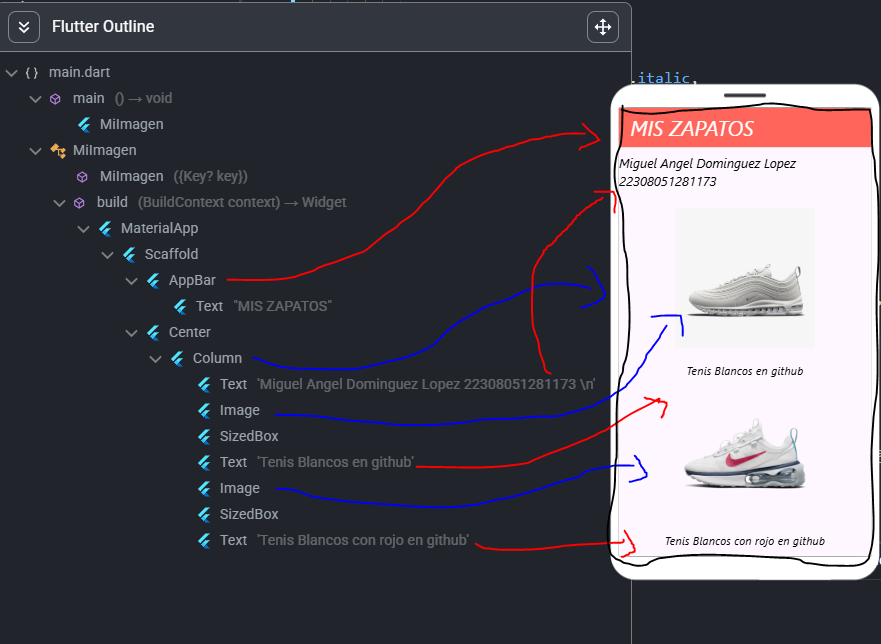 Flutter Outline
main.dart
main () → void
MiImagen
MiImagen
MiImagen ({Key? key})
build (BuildContext context) → Widget
MaterialApp
Scaffold
AppBar
Text "MIS ZAPATOS"
Center
Column
Text 'Miguel Angel Dominguez Lopez 22308051281173 \n'
Image
SizedBox
Text 'Tenis Blancos en github'
Image
SizedBox
Text 'Tenis Blancos con rojo en github'
.italic,
MIS ZAPATOS
Miguel Angel Dominguez Lopez
22308051281173
Tenis Blancos en github
Tenis Blancos con rojo en github